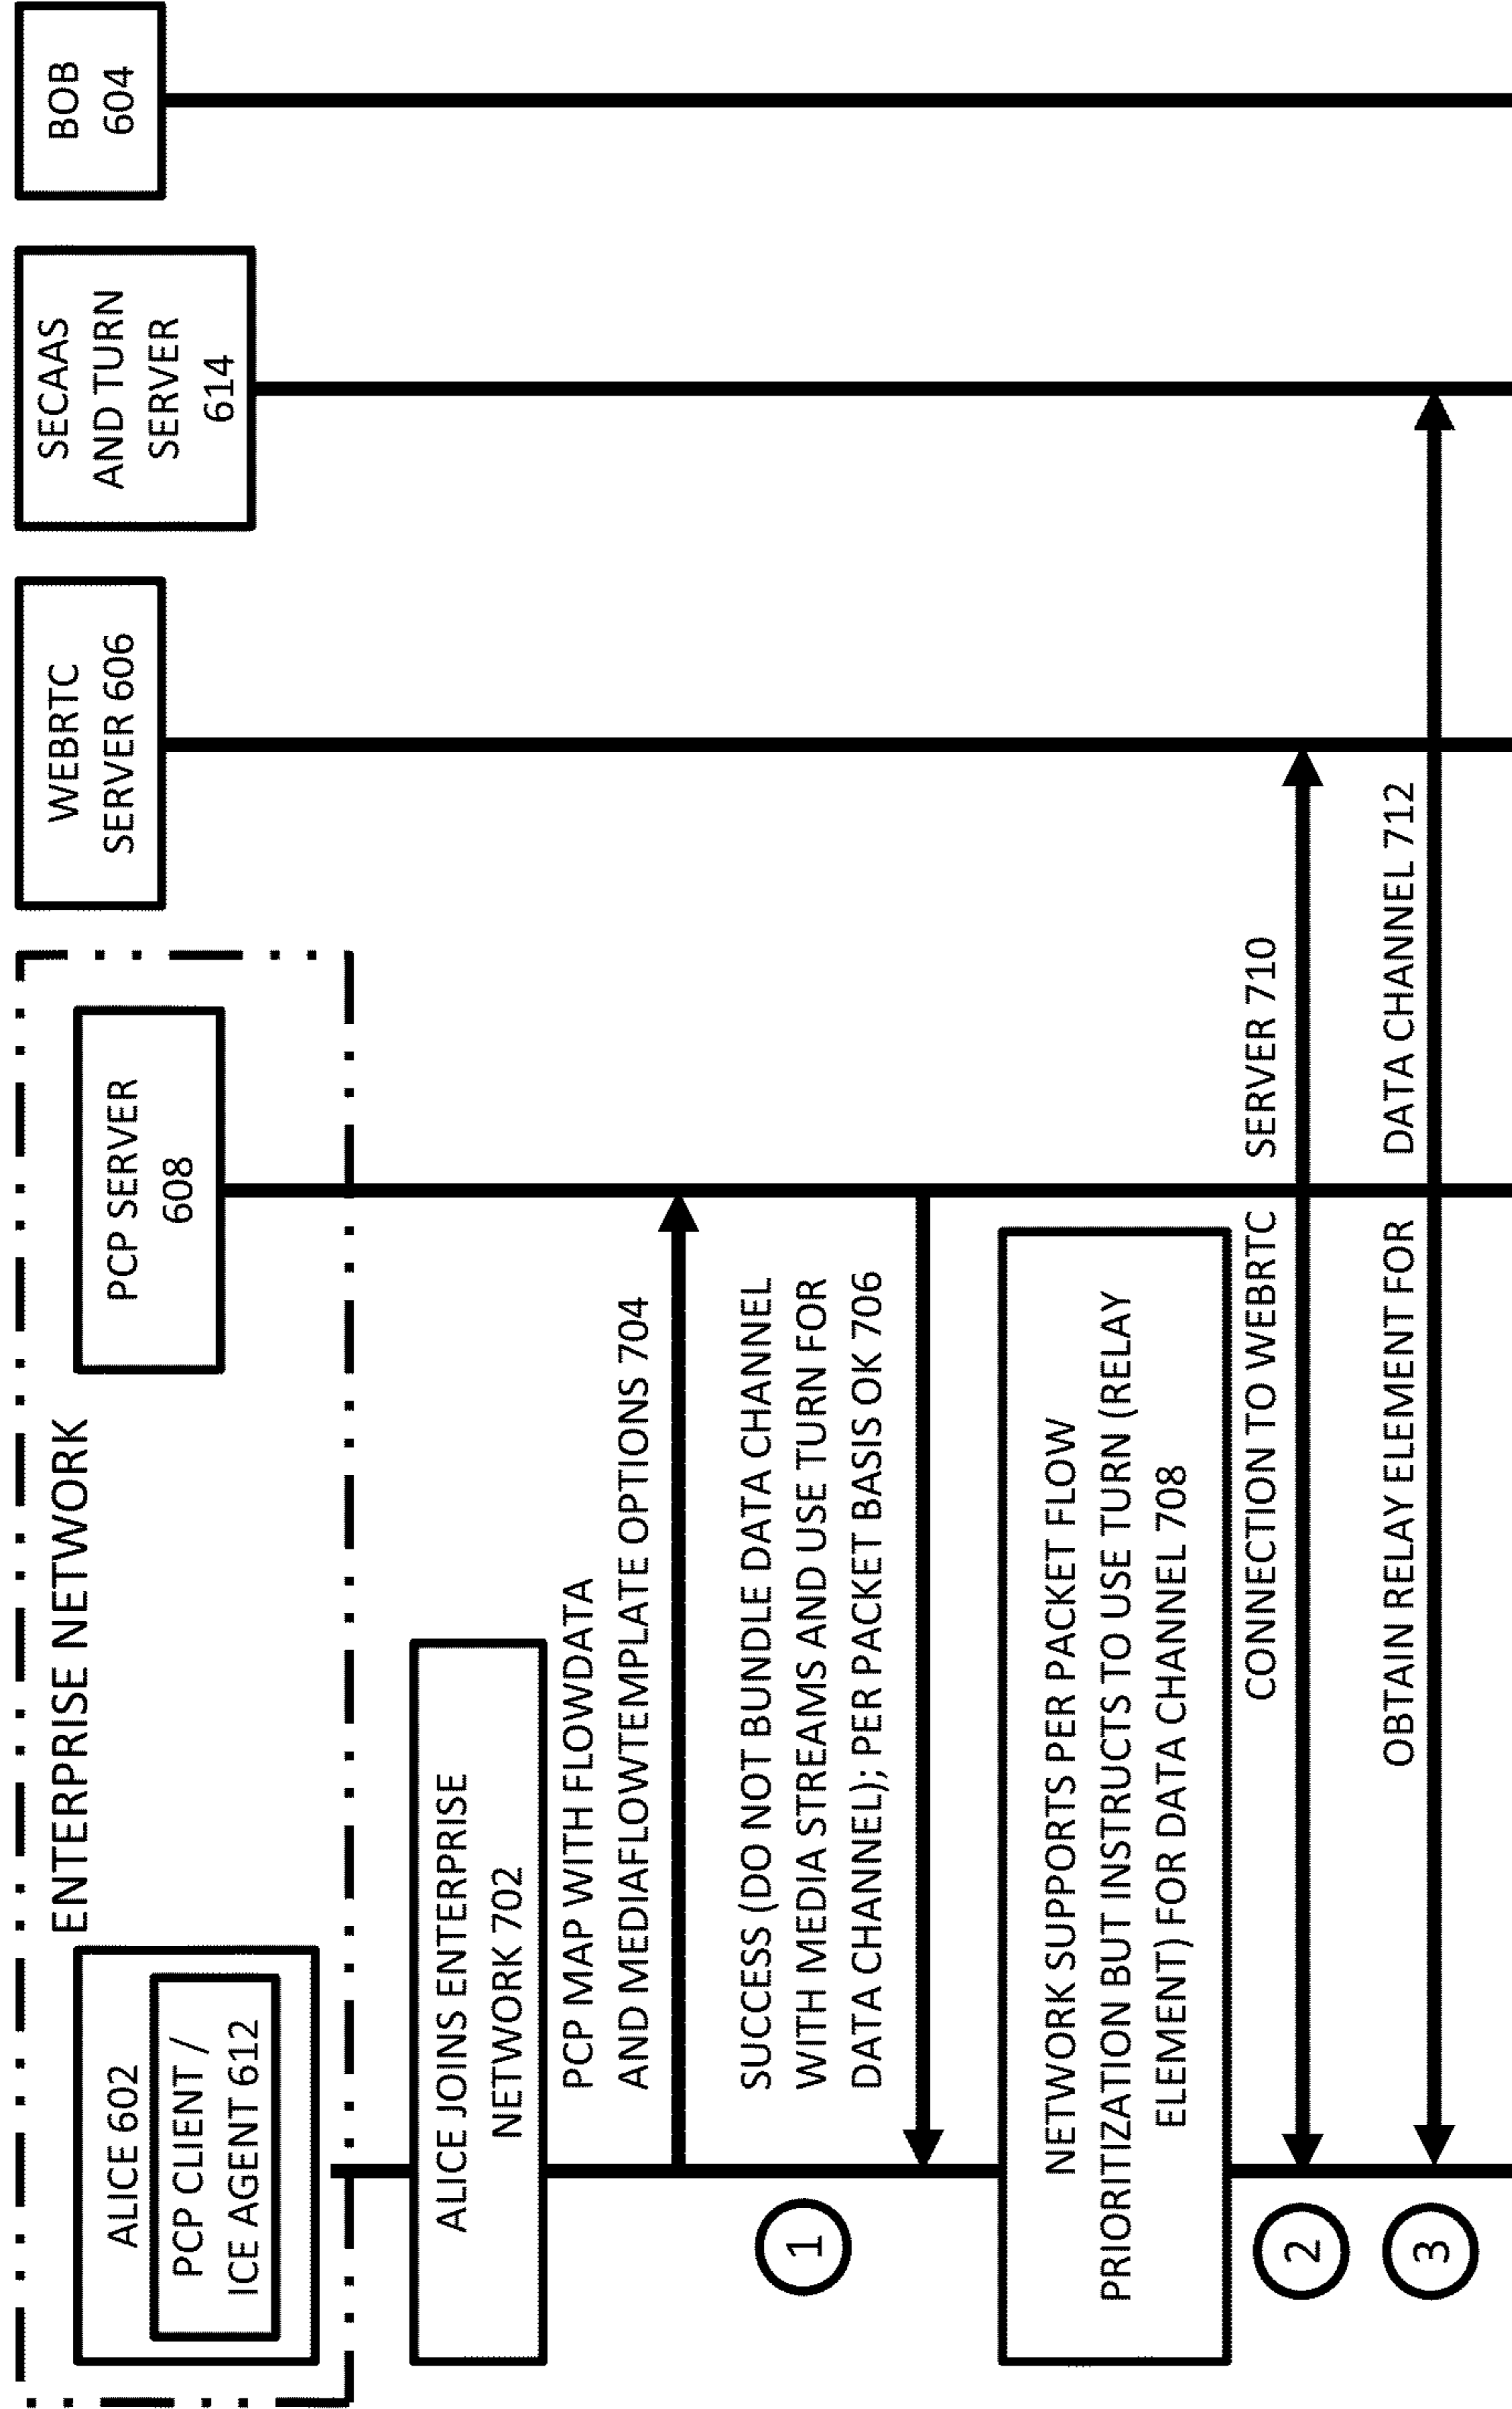 ENTERPRISE NETWORK
ALICE 602
PCP CLIENT /
ICE AGENT 612
PCP SERVER
608
WEBRTC
SERVER 606
SECAAS
AND TURN
SERVER
614
BOB
604
ALICE JOINS ENTERPRISE
NETWORK 702
PCP MAP WITH FLOWDATA
AND MEDIAFLOWTEMPLATE OPTIONS 704
1
SUCCESS (DO NOT BUNDLE DATA CHANNEL
WITH MEDIA STREAMS AND USE TURN FOR
DATA CHANNEL); PER PACKET BASIS OK 706
NETWORK SUPPORTS PER PACKET FLOW
PRIORITIZATION BUT INSTRUCTS TO USE TURN (RELAY
ELEMENT) FOR DATA CHANNEL 708
2
CONNECTION TO WEBRTC SERVER 710
3
OBTAIN RELAY ELEMENT FOR DATA CHANNEL 712